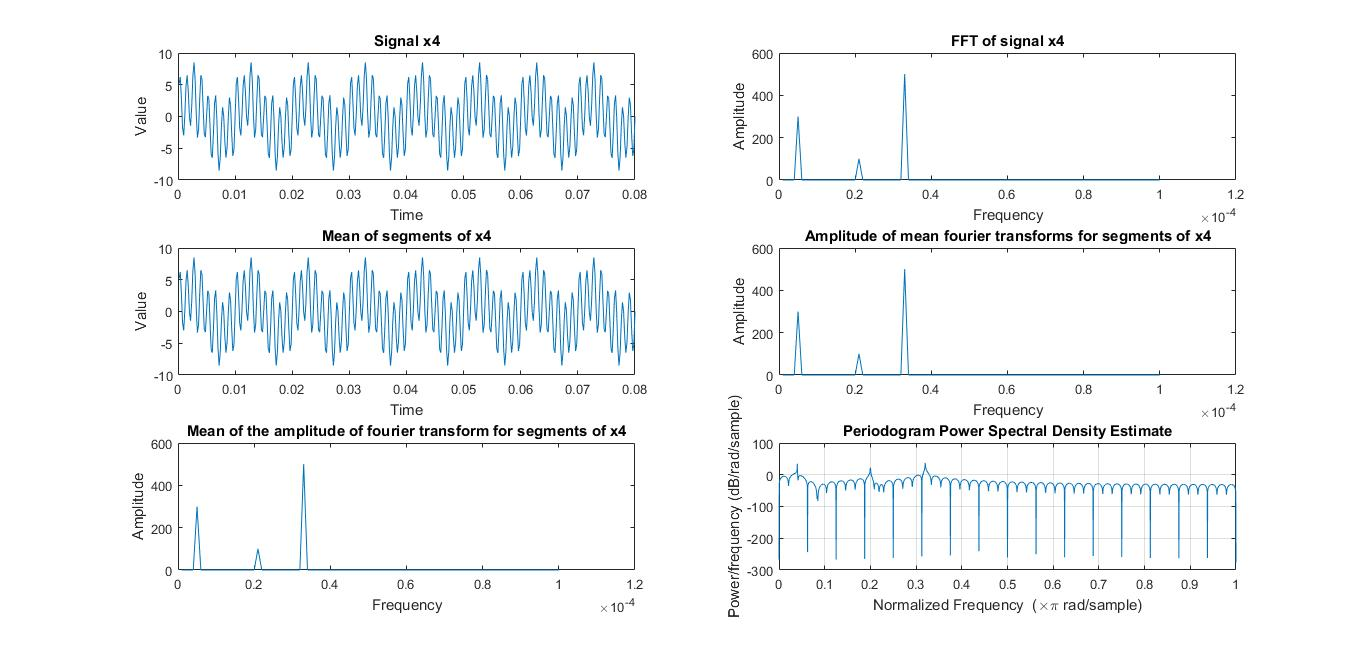 Signal x4
10
5
0
-5
-10
Value
0 0.01 0.02 0.03 0.04 0.05 0.06 0.07 0.08
Time
FFT of signal x4
600
400
200
0
Amplitude
0 0.2 0.4 0.6 0.8 1 1.2
Frequency
×10-4
Mean of segments of x4
10
5
0
-5
-10
Value
0 0.01 0.02 0.03 0.04 0.05 0.06 0.07 0.08
Time
Amplitude of mean fourier transforms for segments of x4
600
400
200
0
Amplitude
0 0.2 0.4 0.6 0.8 1 1.2
Frequency
×10-4
Mean of the amplitude of fourier transform for segments of x4
600
400
200
0
Amplitude
0 0.2 0.4 0.6 0.8 1 1.2
Frequency
×10-4
Periodogram Power Spectral Density Estimate
100
0
-100
-200
-300
Power/frequency (dB/rad/sample)
0 0.1 0.2 0.3 0.4 0.5 0.6 0.7 0.8 0.9 1
Normalized Frequency (×π rad/sample)